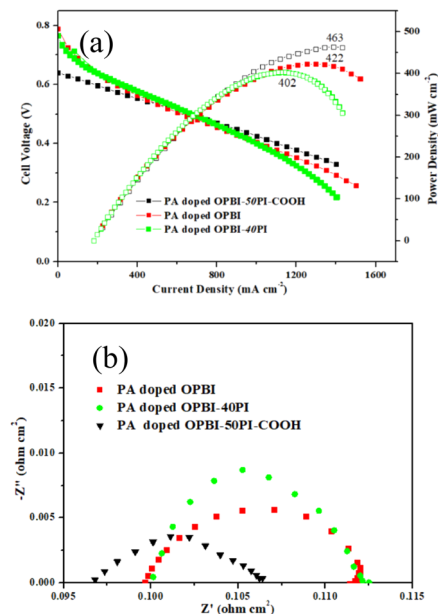 (a)
463
422
402
0.8
0.6
0.4
0.2
0.0
Cell Voltage (V)
500
400
300
200
100
0
Power Density (mW cm-2)
PA doped OPBI-50PI-COOH
PA doped OPBI
PA doped OPBI-40PI
0 400 800 1200 1600
Current Density (mA cm-2)
(b)
0.020
0.015
0.010
0.005
0.000
-Z" (ohm cm2)
PA doped OPBI
PA doped OPBI-40PI
PA doped OPBI-50PI-COOH
0.095 0.100 0.105 0.110 0.115
Z' (ohm cm2)